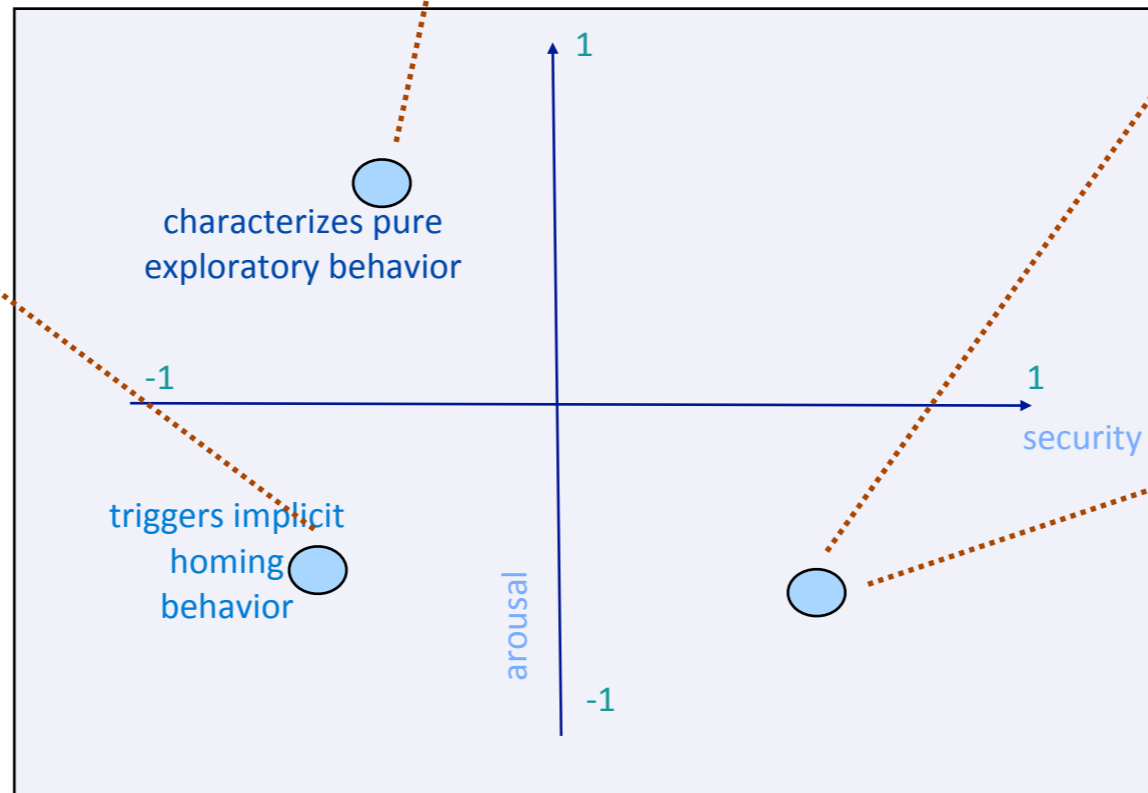 1
characterizes pure
exploratory behavior
-1
1
security
triggers implicit
homing
behavior
arousal
-1